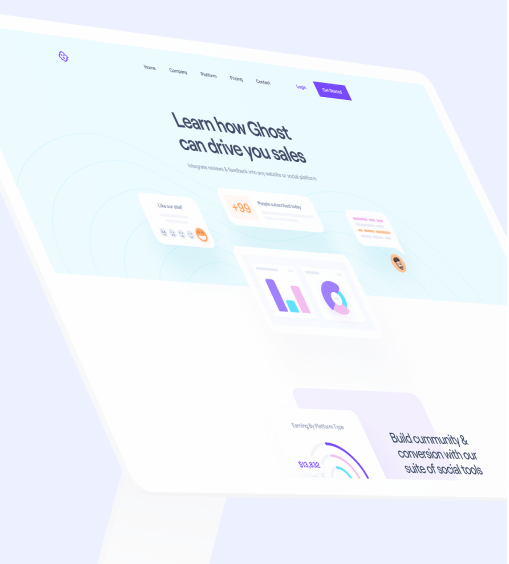 Home Company Platform Pricing Contact Login Get Started
Learn how Ghost
can drive you sales
Integrate reviews & feedback into any website or social platform
Like our stuff
+99 People subscribed today
Earning By Platform Type
$13,832
Build cummunity &
conversion with our
suite of social tools